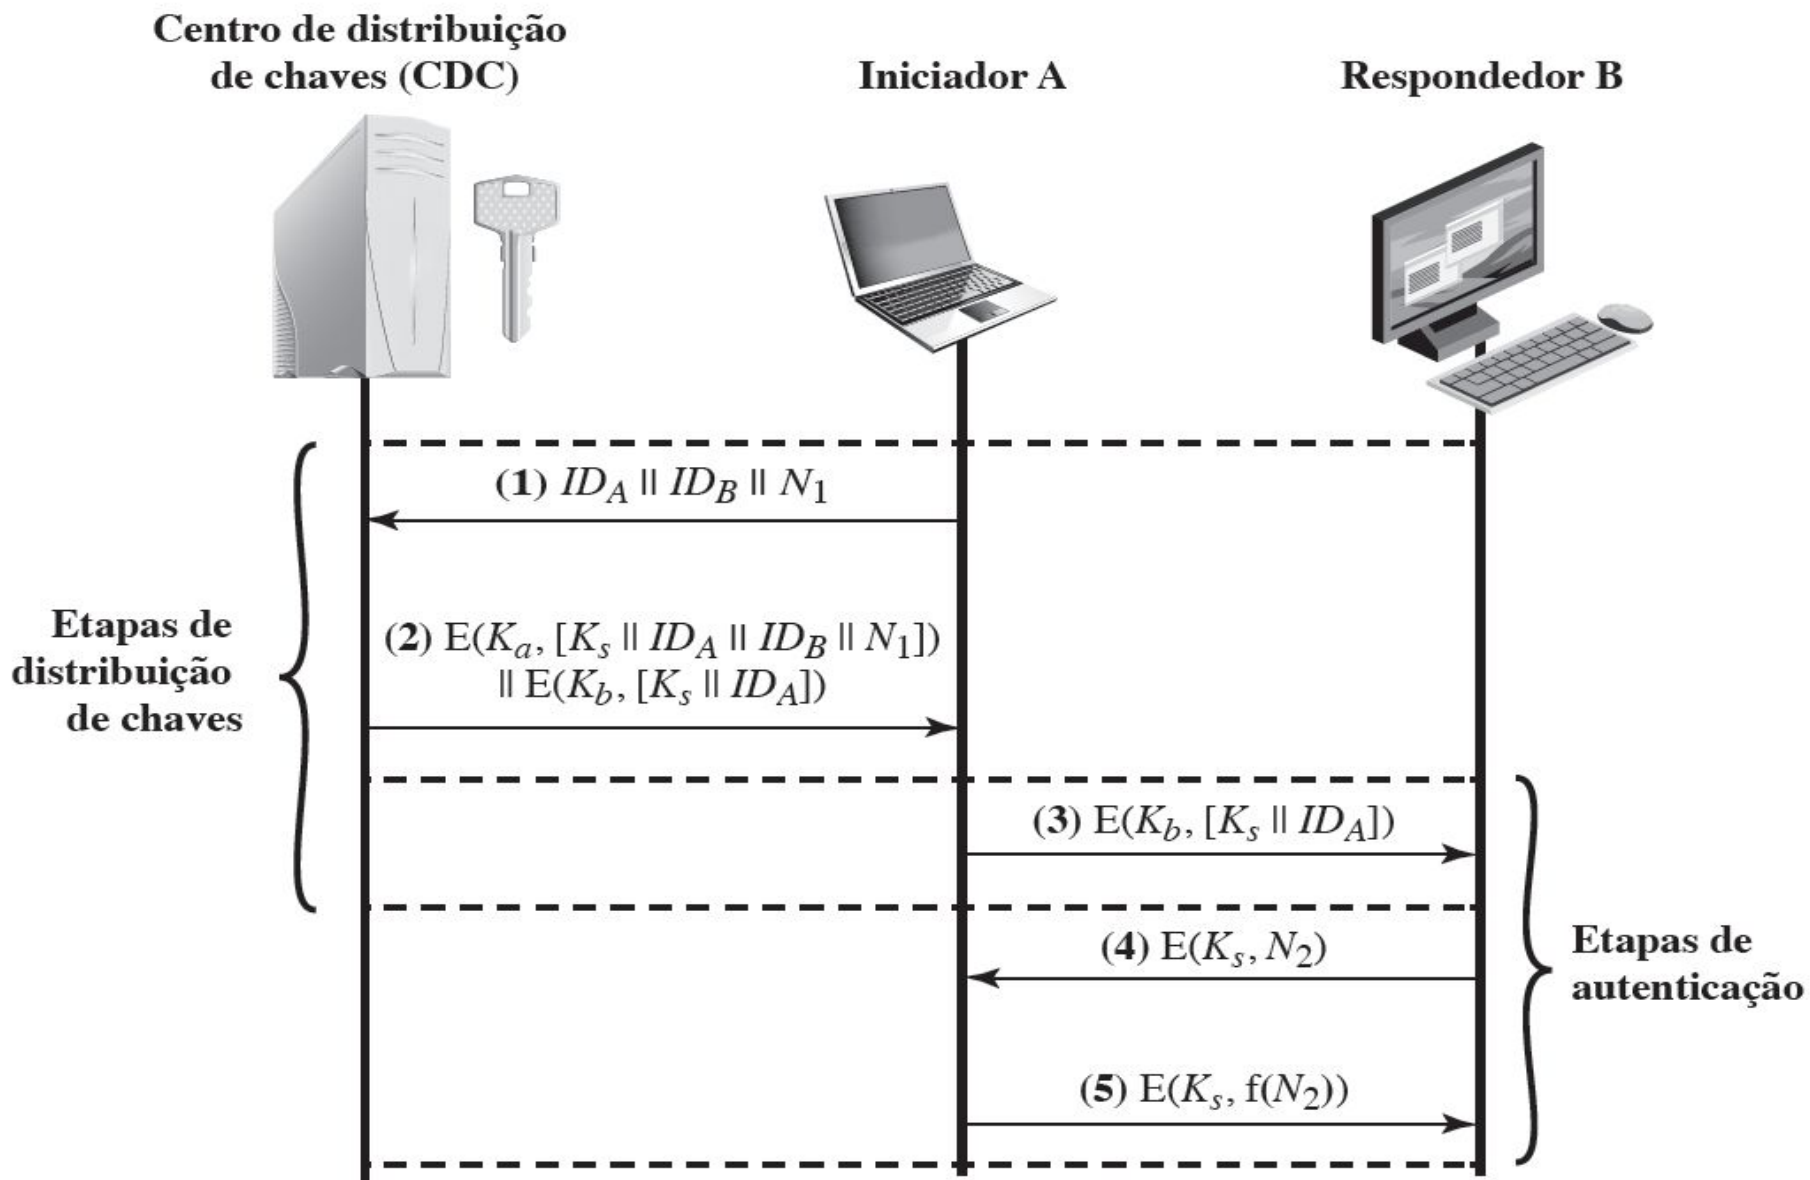 Centro de distribuição
de chaves (CDC)
Iniciador A
Respondedor B
(1) ID_A || ID_B || N_1
Etapas de
distribuição
de chaves
(2) E(K_a, [K_s || ID_A || ID_B || N_1])
|| E(K_b, [K_s || ID_A])
(3) E(K_b, [K_s || ID_A])
(4) E(K_s, N_2)
Etapas de
autenticação
(5) E(K_s, f(N_2))